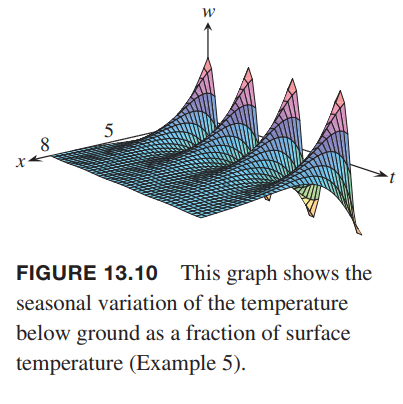 w
5
8
x
t
FIGURE 13.10 This graph shows the
seasonal variation of the temperature
below ground as a fraction of surface
temperature (Example 5).